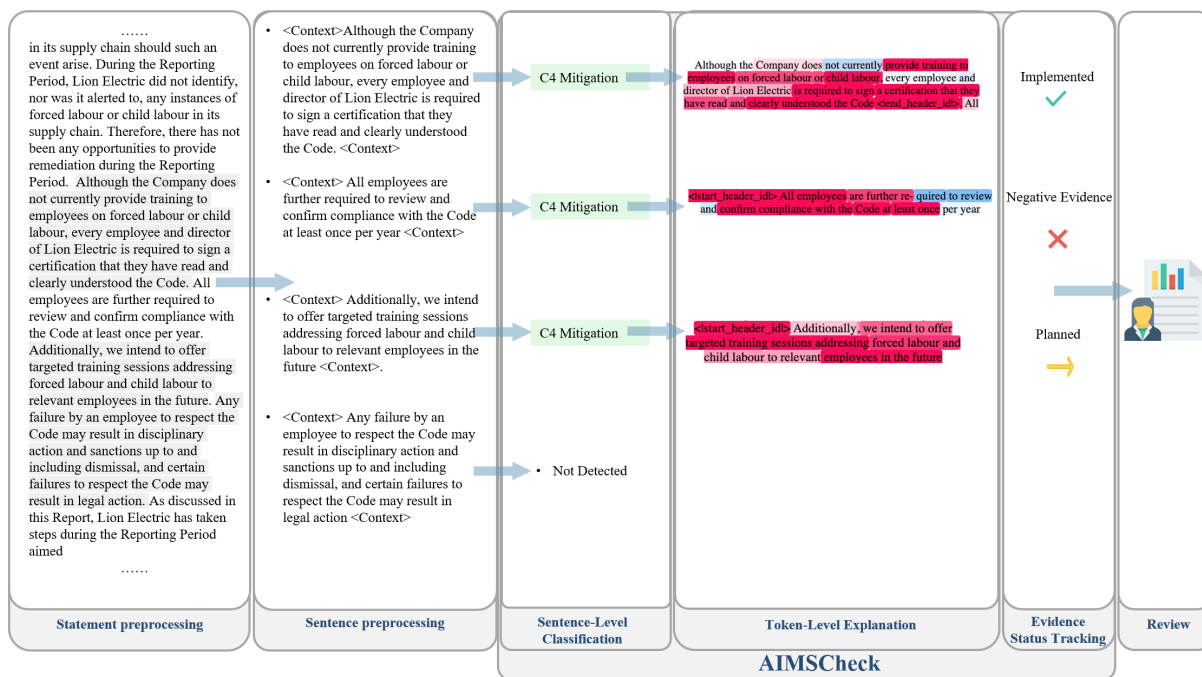 ……
in its supply chain should such an
event arise. During the Reporting
Period, Lion Electric did not identify,
nor was it alerted to, any instances of
forced labour or child labour in its
supply chain. Therefore, there has not
been any opportunities to provide
remediation during the Reporting
Period. Although the Company does
not currently provide training to
employees on forced labour or child
labour, every employee and director
of Lion Electric is required to sign a
certification that they have read and
clearly understood the Code. All
employees are further required to
review and confirm compliance with
the Code at least once per year.
Additionally, we intend to offer
targeted training sessions addressing
forced labour and child labour to
relevant employees in the future. Any
failure by an employee to respect the
Code may result in disciplinary
action and sanctions up to and
including dismissal, and certain
failures to respect the Code may
result in legal action. As discussed in
this Report, Lion Electric has taken
steps during the Reporting Period
aimed
……
Statement preprocessing
• <Context>Although the Company
does not currently provide training
to employees on forced labour or
child labour, every employee and
director of Lion Electric is required
to sign a certification that they
have read and clearly understood
the Code. <Context>
• <Context> All employees are
further required to review and
confirm compliance with the Code
at least once per year <Context>
• <Context> Additionally, we intend
to offer targeted training sessions
addressing forced labour and child
labour to relevant employees in the
future <Context>.
• <Context> Any failure by an
employee to respect the Code may
result in disciplinary action and
sanctions up to and including
dismissal, and certain failures to
respect the Code may result in
legal action <Context>
Sentence preprocessing
C4 Mitigation
C4 Mitigation
C4 Mitigation
• Not Detected
Sentence-Level
Classification
Although the Company does not currently provide training to
employees on forced labour or child labour, every employee and
director of Lion Electric is required to sign a certification that they
have read and clearly understood the Code <end_header_idl>. All
<lstart_header_idl> All employees are further re- quired to review
and confirm compliance with the Code at least once per year
<lstart_header_idl> Additionally, we intend to offer
targeted training sessions addressing forced labour and
child labour to relevant employees in the future
Token-Level Explanation
Implemented
Negative Evidence
Planned
Evidence
Status Tracking
Review
AIMSCheck